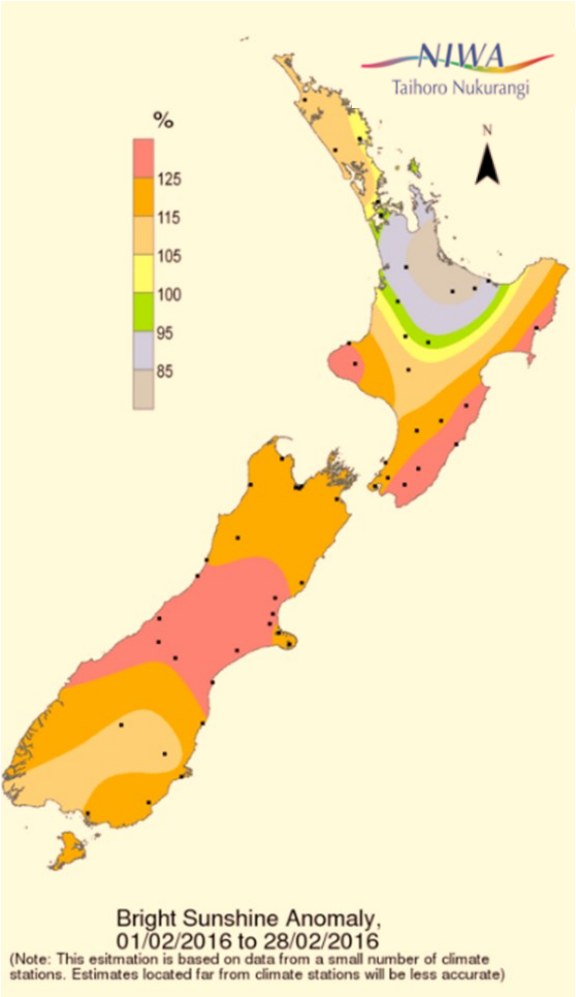 NIWA
Taihoro Nukurangi
N
%
125
115
105
100
95
85
Bright Sunshine Anomaly,
01/02/2016 to 28/02/2016
(Note: This esitmation is based on data from a small number of climate
stations. Estimates located far from climate stations will be less accurate)